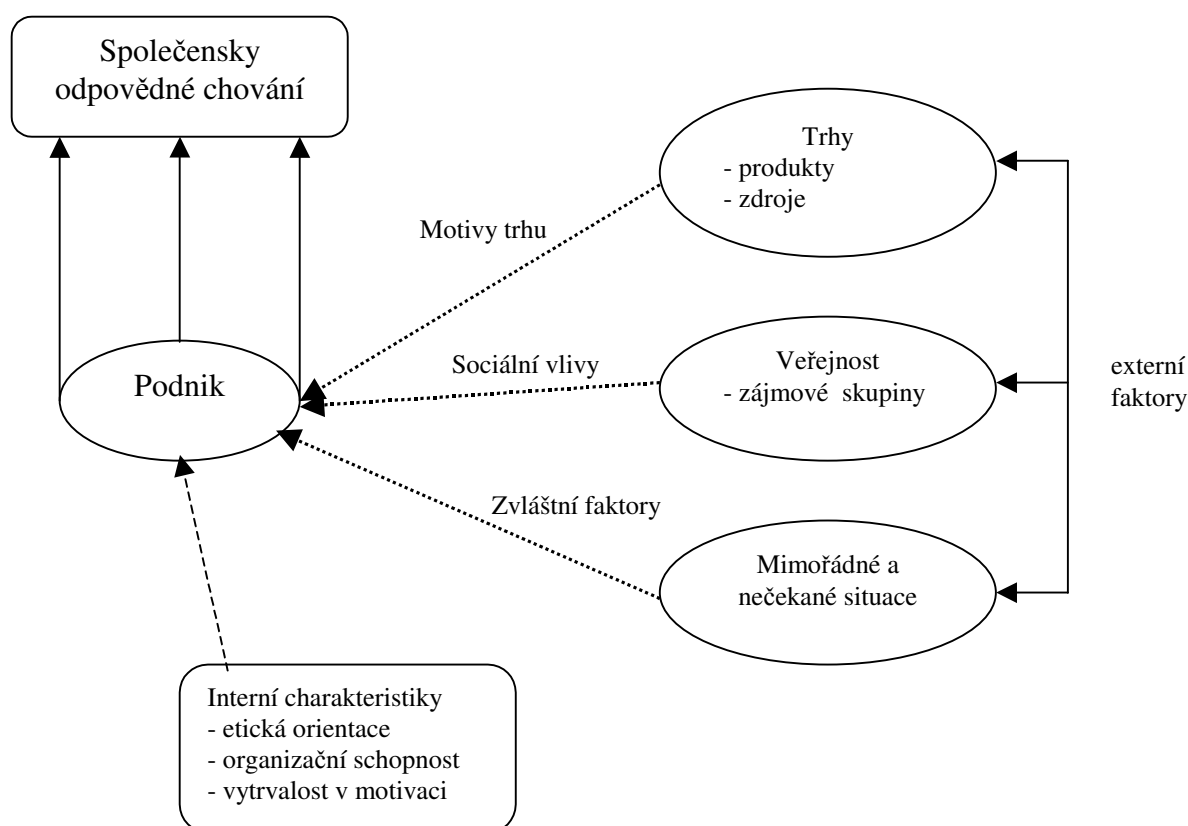 Společensky
odpovědné chování
Trhy
- produkty
- zdroje
Motivy trhu
Podnik
Sociální vlivy
Veřejnost
- zájmové skupiny
externí
faktory
Zvláštní faktory
Mimořádné a
nečekané situace
Interní charakteristiky
- etická orientace
- organizační schopnost
- vytrvalost v motivaci